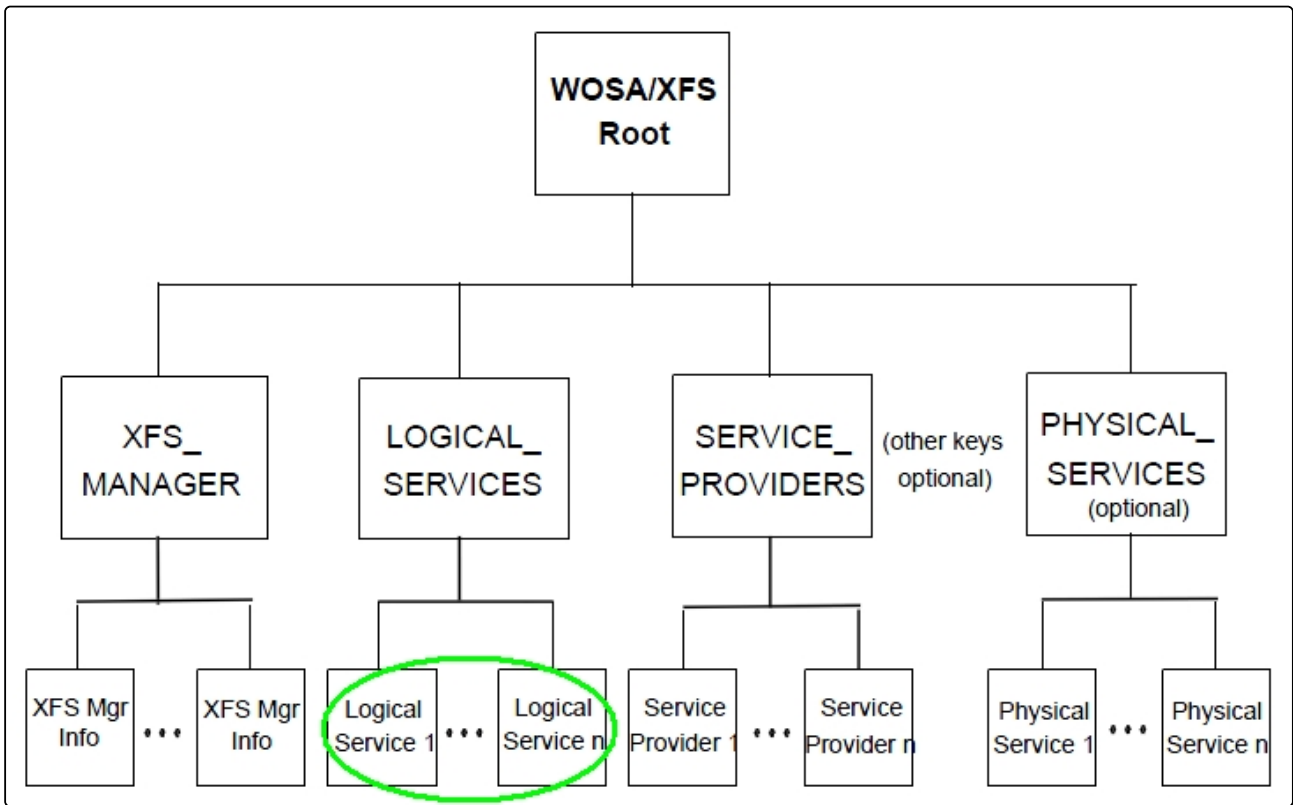 WOSA/XFS
Root
XFS_
MANAGER
LOGICAL_
SERVICES
SERVICE_
PROVIDERS
(other keys
optional)
PHYSICAL_
SERVICES
(optional)
XFS Mgr
Info
...
XFS Mgr
Info
Logical
Service 1
...
Logical
Service n
Service
Provider 1
...
Service
Provider n
Physical
Service 1
...
Physical
Service n